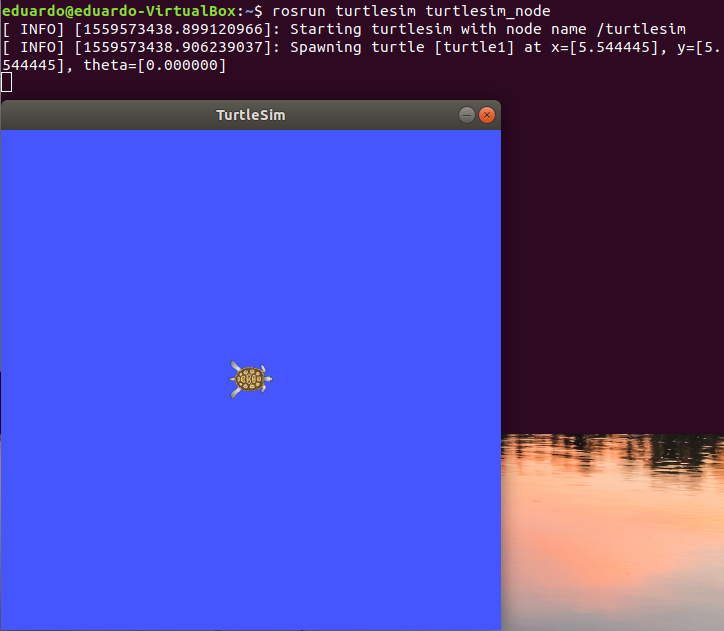 eduardo@eduardo-VirtualBox:~$ rosrun turtlesim turtlesim_node
[ INFO] [1559573438.899120966]: Starting turtlesim with node name /turtlesim
[ INFO] [1559573438.906239037]: Spawning turtle [turtle1] at x=[5.544445], y=[5.
544445], theta=[0.000000]
TurtleSim